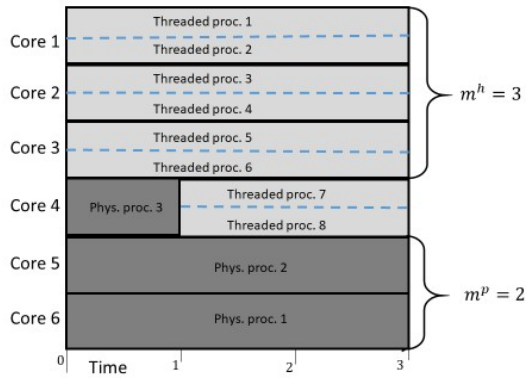 Core 1
Threaded proc. 1
Threaded proc. 2
Core 2
Threaded proc. 3
Threaded proc. 4
Core 3
Threaded proc. 5
Threaded proc. 6
m^h = 3
Core 4
Phys. proc. 3
Threaded proc. 7
Threaded proc. 8
Core 5
Phys. proc. 2
Core 6
Phys. proc. 1
m^p = 2
0 1 2 3
Time